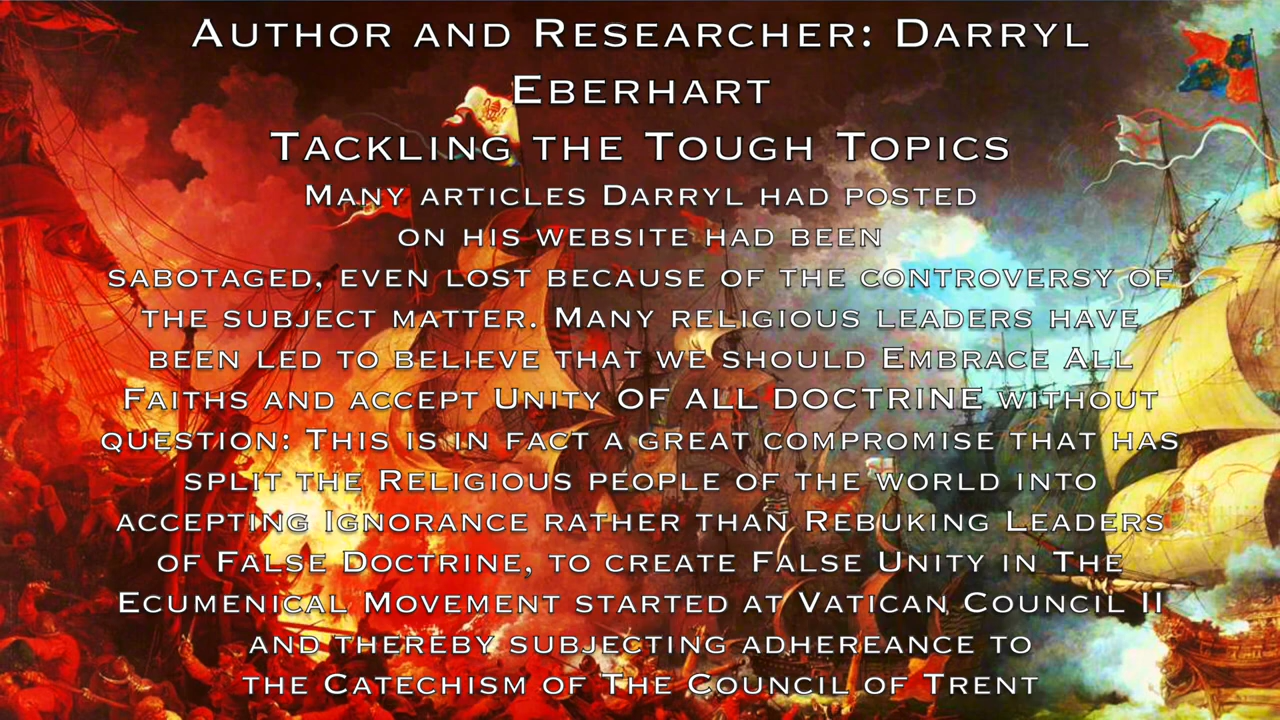 Author and Researcher: Darryl
Eberhart
Tackling the Tough Topics
Many articles Darryl had posted
on his website had been
sabotaged, even lost because of the controversy of
the subject matter. Many religious leaders have
been led to believe that we should Embrace All
Faiths and accept Unity OF ALL DOCTRINE without
question: This is in fact a great compromise that has
split the Religious people of the world into
accepting Ignorance rather than Rebuking Leaders
of False Doctrine, to create False Unity in The
Ecumenical Movement started at Vatican Council II
and thereby subjecting adhereance to
the Catechism of The Council of Trent